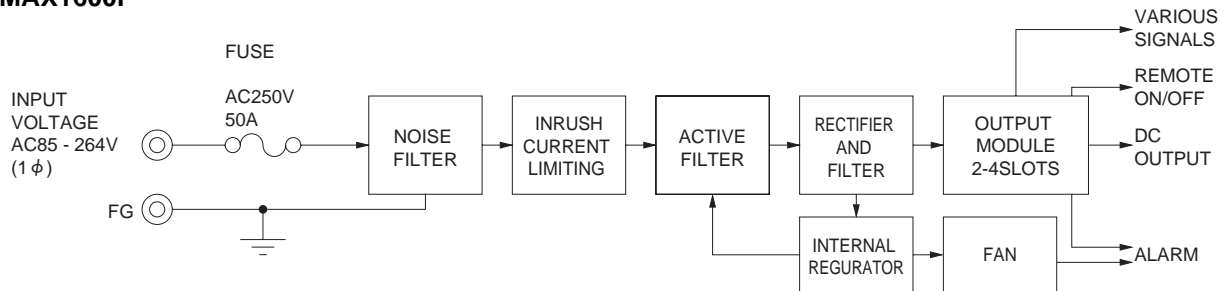 FUSE
INPUT
VOLTAGE
AC85 - 264V
(1φ)
AC250V
50A
FG
NOISE
FILTER
INRUSH
CURRENT
LIMITING
ACTIVE
FILTER
RECTIFIER
AND
FILTER
OUTPUT
MODULE
2-4SLOTS
INTERNAL
REGURATOR
FAN
VARIOUS
SIGNALS
REMOTE
ON/OFF
DC
OUTPUT
ALARM